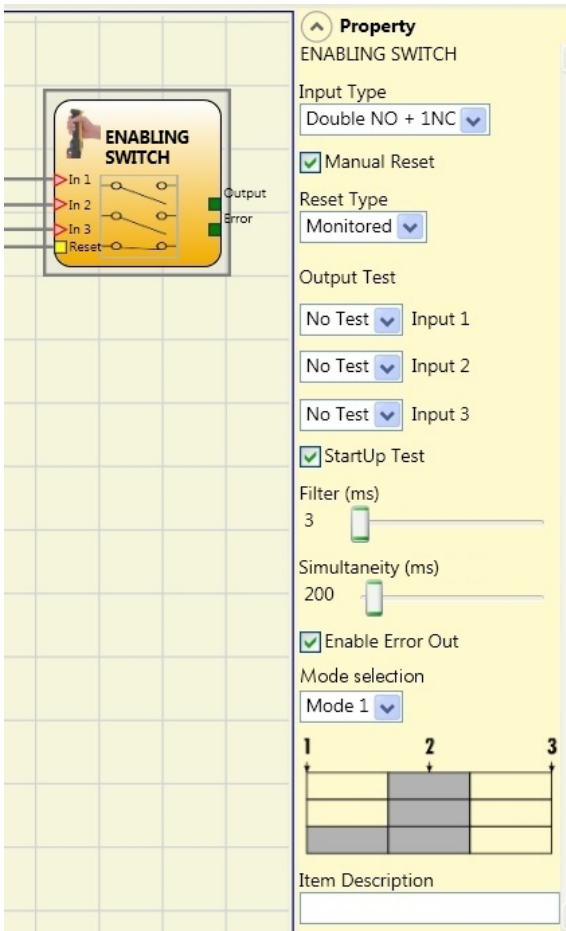 ENABLING
SWITCH
In 1
In 2
In 3
Reset
Output
Error
Property
ENABLING SWITCH
Input Type
Double NO + 1NC
Manual Reset
Reset Type
Monitored
Output Test
No Test Input 1
No Test Input 2
No Test Input 3
StartUp Test
Filter (ms)
3
Simultaneity (ms)
200
Enable Error Out
Mode selection
Mode 1
1 2 3
Item Description